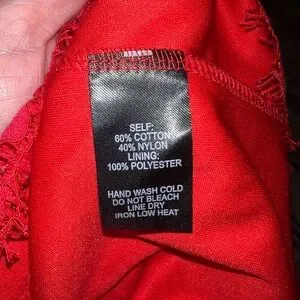 SELF:
60% COTTON
40% NYLON
LINING:
100% POLYESTER
HAND WASH COLD
DO NOT BLEACH
LINE DRY
IRON LOW HEAT